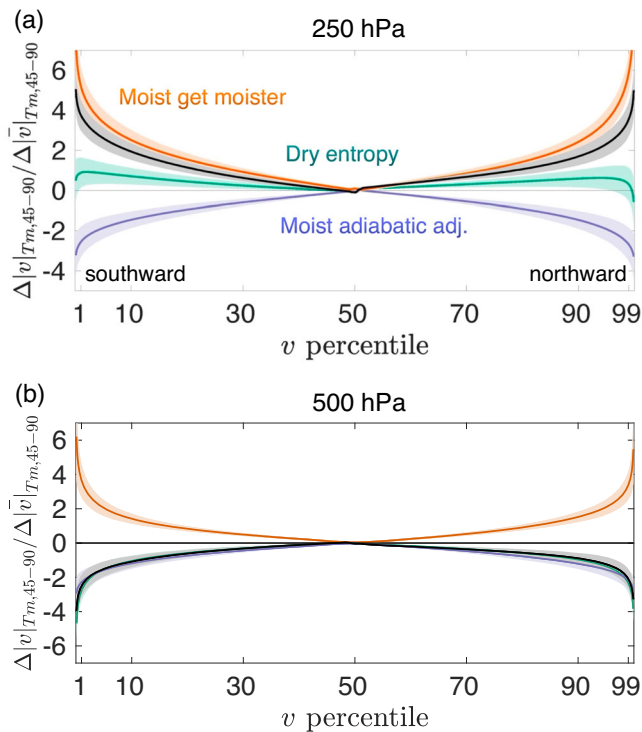 (a)
250 hPa
Δ|v|_{Tm,45−90}/Δ|v̄|_{Tm,45−90}
6
4
2
0
-2
-4
Moist get moister
Dry entropy
Moist adiabatic adj.
southward
northward
1 10 30 50 70 90 99
v percentile
(b)
500 hPa
Δ|v|_{Tm,45−90}/Δ|v̄|_{Tm,45−90}
6
4
2
0
-2
-4
-6
1 10 30 50 70 90 99
v percentile